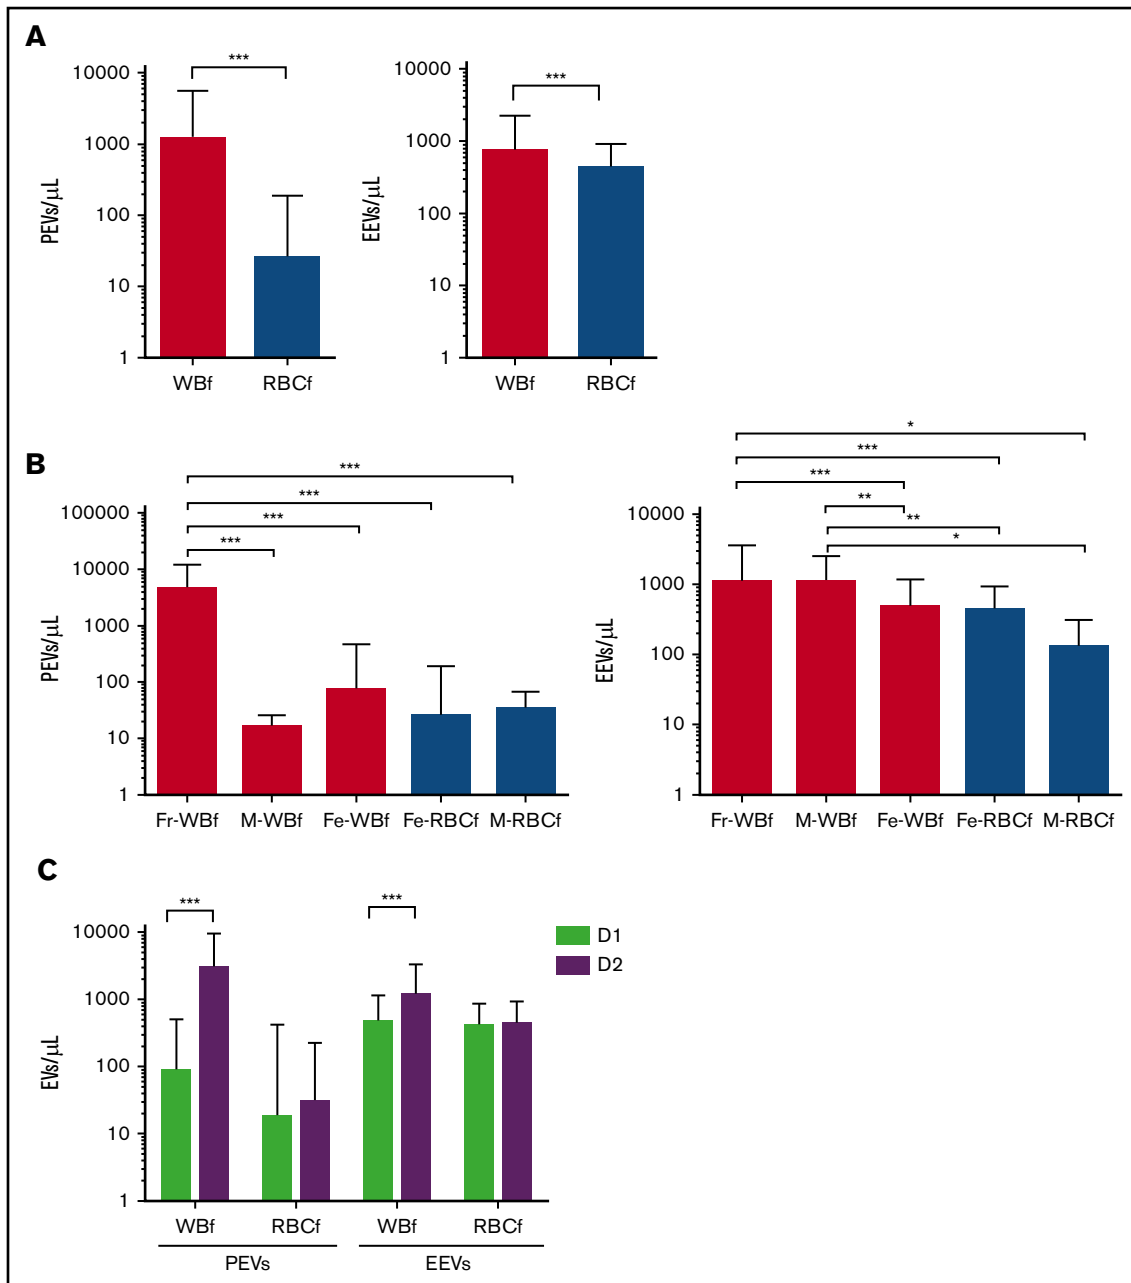 A
*** ***
10000 10000
1000 1000
100 100
10 10
1 1
PEVs/μL EEVs/μL
WBf RBCf WBf RBCf
B
*
*** ***
*** ***
*** ** **
*** *
100000
10000 10000
1000 1000
100 100
10 10
1 1
PEVs/μL EEVs/μL
Fr-WBf M-WBf Fe-WBf Fe-RBCf M-RBCf Fr-WBf M-WBf Fe-WBf Fe-RBCf M-RBCf
C
*** ***
10000
1000
100
10
1
EVs/μL
D1
D2
WBf RBCf WBf RBCf
PEVs EEVs